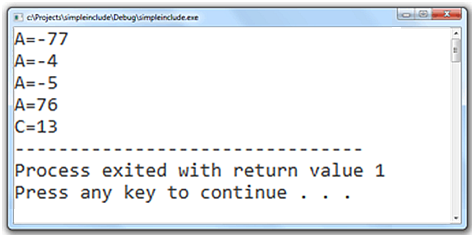 c:\Projects\simpleinclude\Debug\simpleinclude.exe
A=-77
A=-4
A=-5
A=76
C=13
--------------------------------
Process exited with return value 1
Press any key to continue . . .